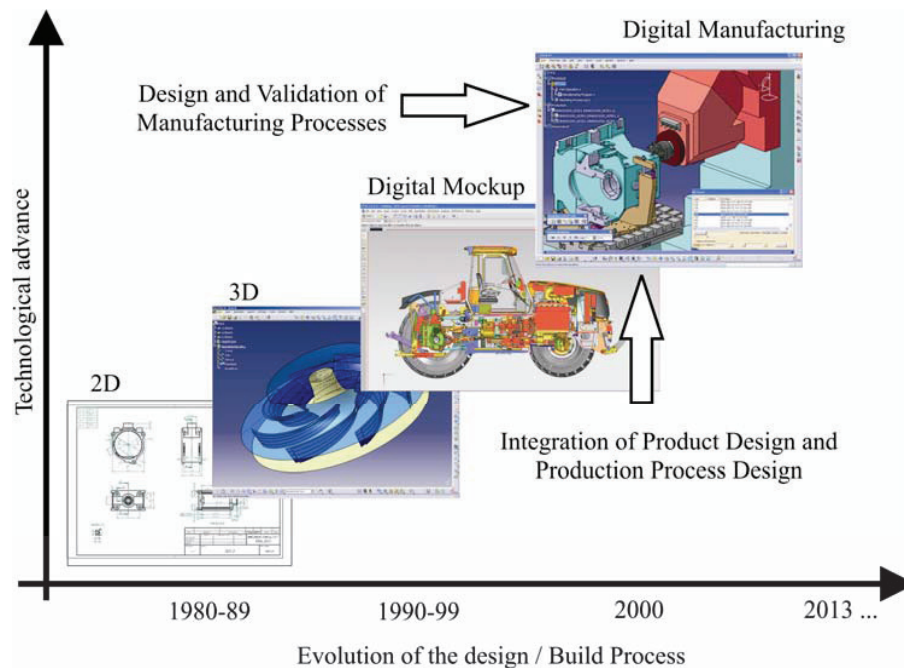 Digital Manufacturing
Design and Validation of
Manufacturing Processes
Digital Mockup
3D
2D
Technological advance
Integration of Product Design and
Production Process Design
1980-89
1990-99
2000
2013 ...
Evolution of the design / Build Process